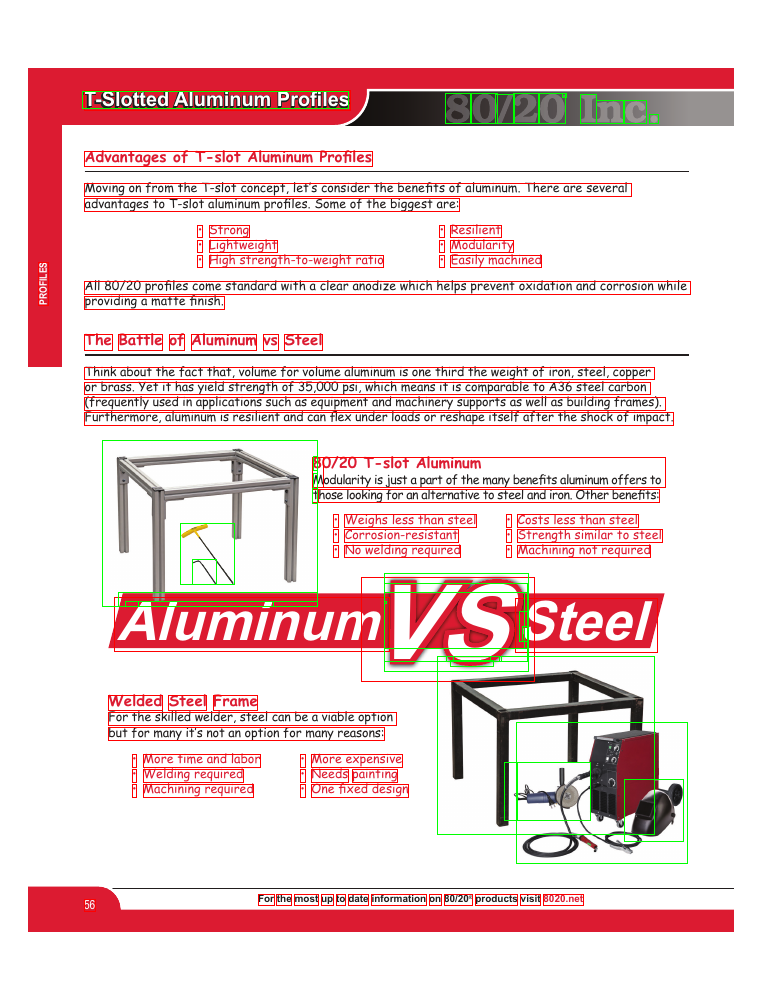 T-Slotted Aluminum Profiles
80/20 Inc.
Advantages of T-slot Aluminum Profiles
Moving on from the T-slot concept, let's consider the benefits of aluminum. There are several
advantages to T-slot aluminum profiles. Some of the biggest are:
• Strong
• Lightweight
• High strength-to-weight ratio
• Resilient
• Modularity
• Easily machined
PROFILES
All 80/20 profiles come standard with a clear anodize which helps prevent oxidation and corrosion while
providing a matte finish.
The Battle of Aluminum vs Steel
Think about the fact that, volume for volume aluminum is one third the weight of iron, steel, copper
or brass. Yet it has yield strength of 35,000 psi, which means it is comparable to A36 steel carbon
(frequently used in applications such as equipment and machinery supports as well as building frames).
Furthermore, aluminum is resilient and can flex under loads or reshape itself after the shock of impact.
80/20 T-slot Aluminum
Modularity is just a part of the many benefits aluminum offers to
those looking for an alternative to steel and iron. Other benefits:
• Weighs less than steel
• Corrosion-resistant
• No welding required
• Costs less than steel
• Strength similar to steel
• Machining not required
Aluminum VS Steel
Welded Steel Frame
For the skilled welder, steel can be a viable option
but for many it's not an option for many reasons:
• More time and labor
• Welding required
• Machining required
• More expensive
• Needs painting
• One fixed design
56
For the most up to date information on 80/20® products visit 8020.net